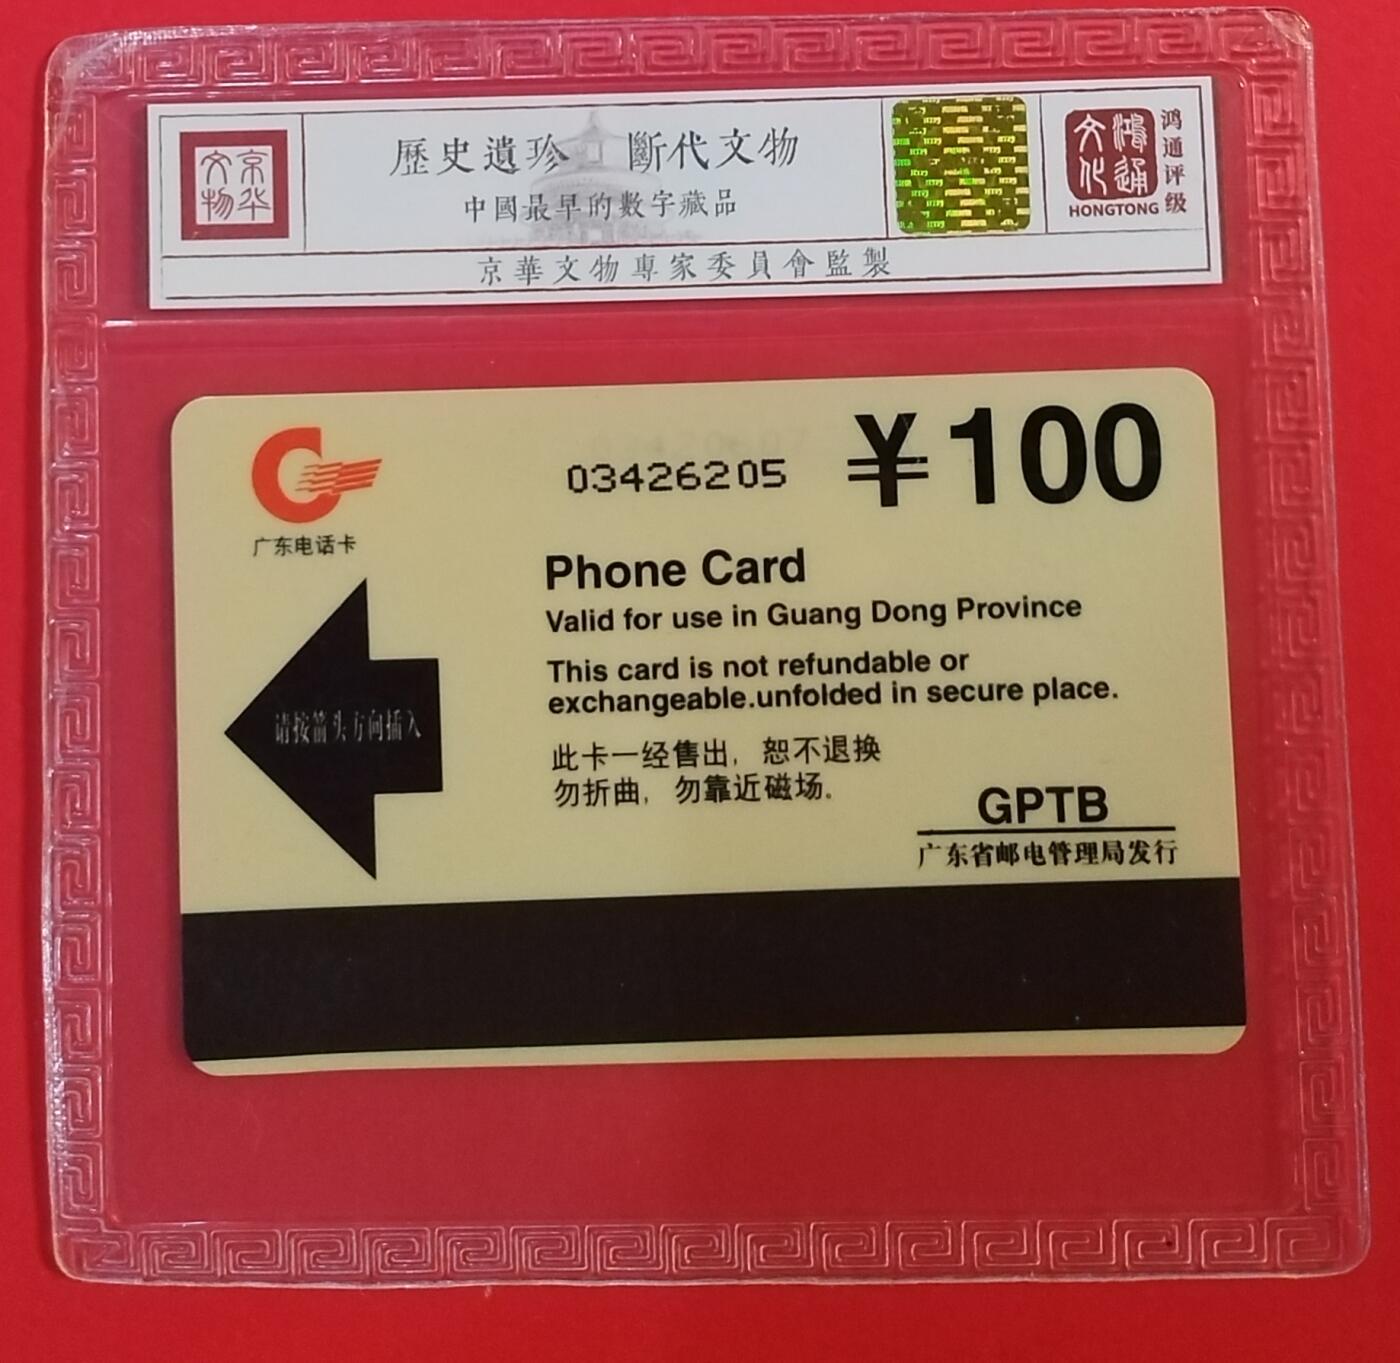 京华
文物
歷史遺珍 斷代文物
中國最早的數字藏品
京華文物專家委員會監製
鸿通
文化
HONGTONG
鸿通评级
广东电话卡
03426205
¥100
Phone Card
Valid for use in Guang Dong Province
This card is not refundable or
exchangeable.unfolded in secure place.
请按箭头方向插入
此卡一经售出，恕不退换
勿折曲，勿靠近磁场.
GPTB
广东省邮电管理局发行